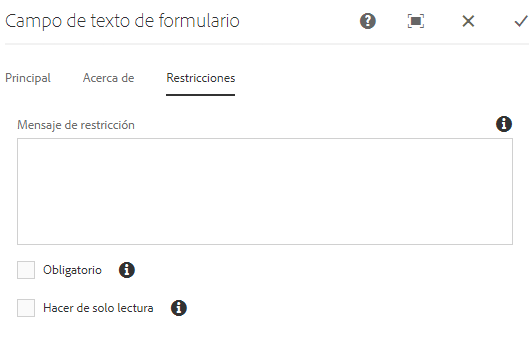 Campo de texto de formulario
Principal Acerca de Restricciones
Mensaje de restricción
Obligatorio
Hacer de solo lectura